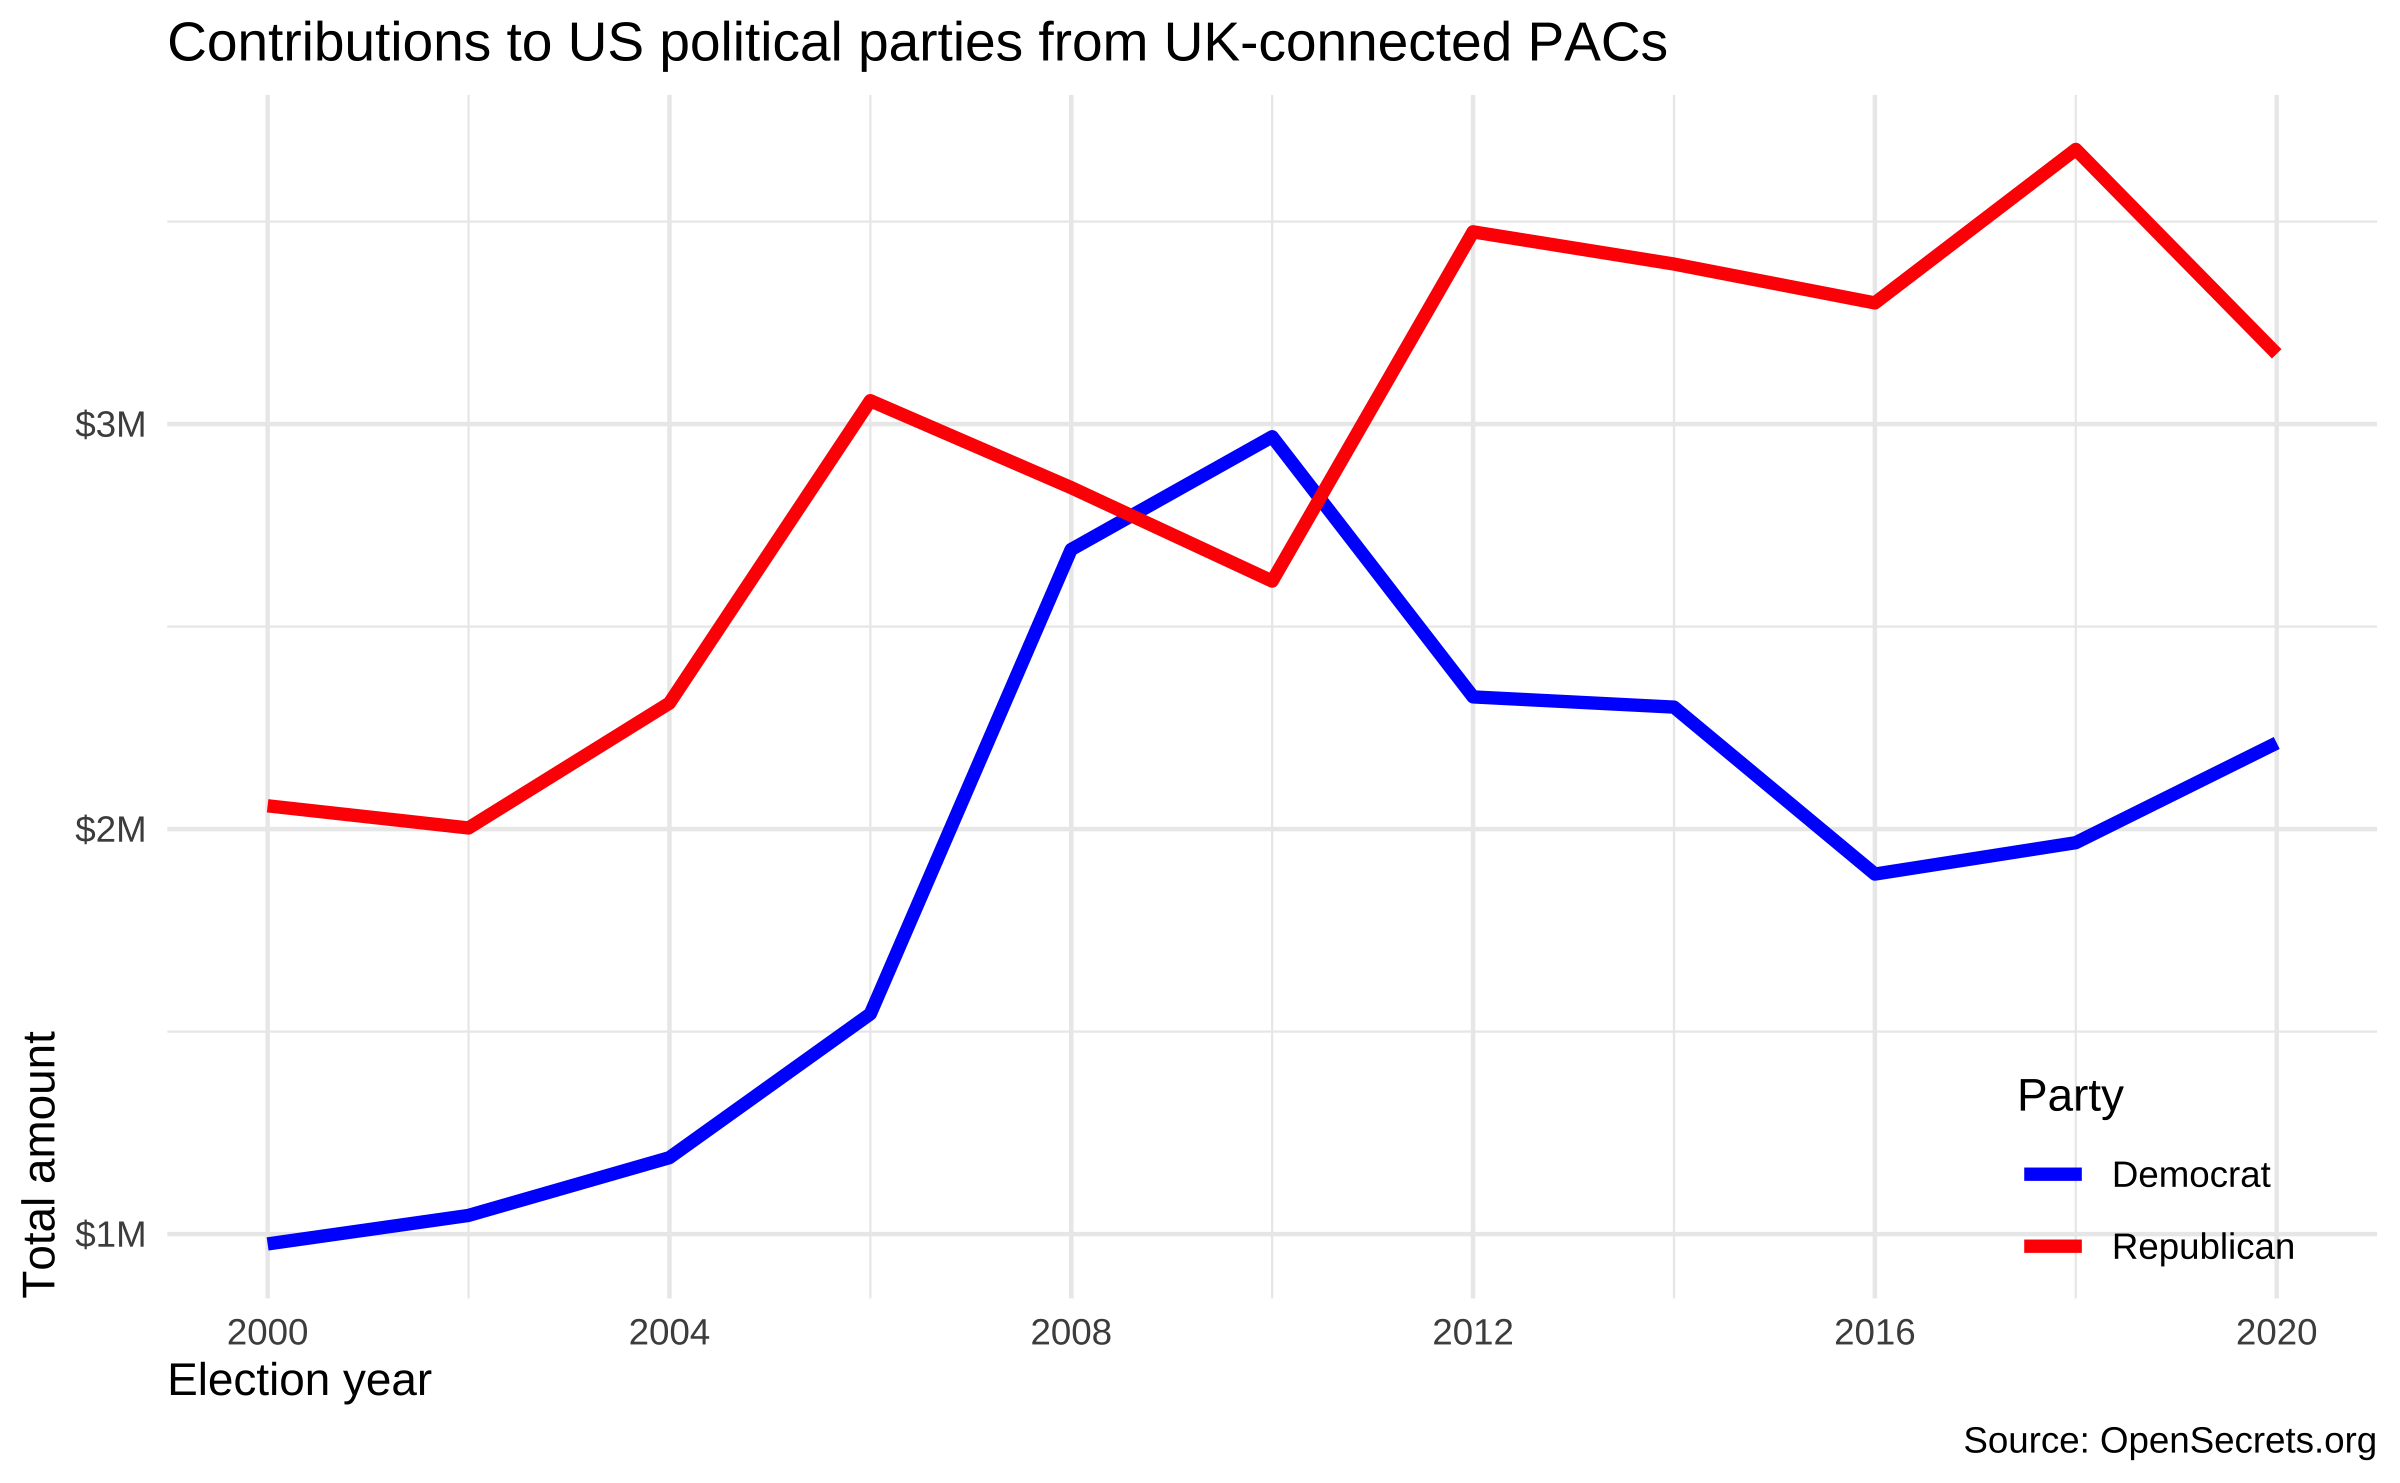 Contributions to US political parties from UK-connected PACs
$3M
$2M
$1M
Total amount
2000 2004 2008 2012 2016 2020
Election year
Party
Democrat
Republican
Source: OpenSecrets.org